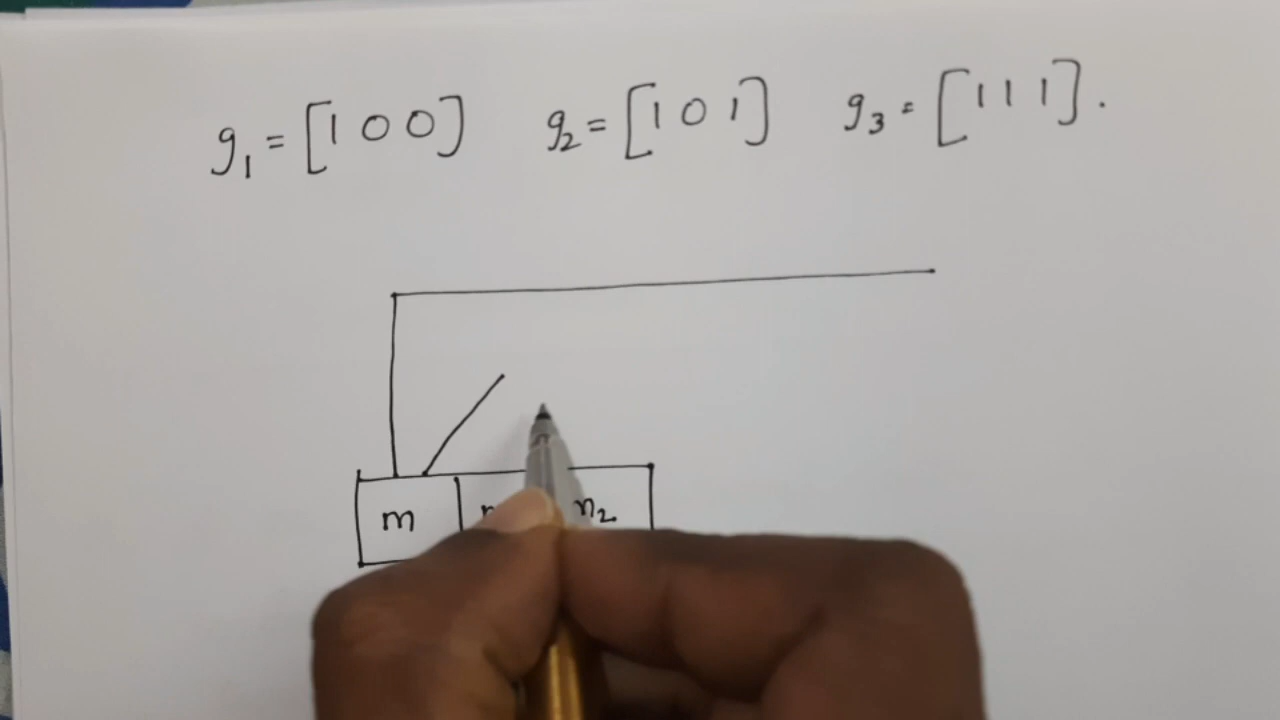 g₁ = [1 0 0] g₂ = [1 0 1] g₃ = [1 1 1].
m n₂